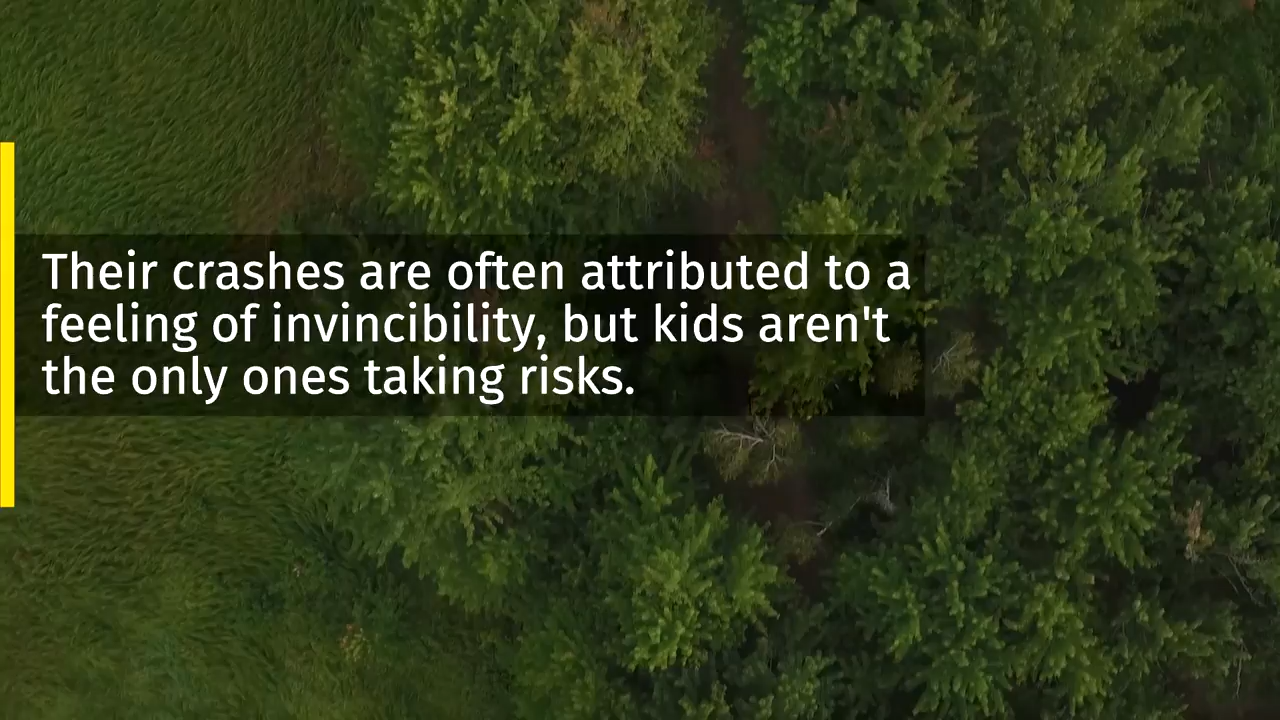 Their crashes are often attributed to a
feeling of invincibility, but kids aren't
the only ones taking risks.